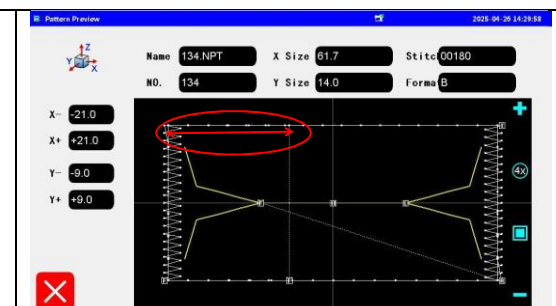 Pattern Preview 2025-04-26 14:29:58
Z
Y X
Name 134.NPT X Size 61.7 Stitc 00180
NO. 134 Y Size 14.0 Forma B
X- -21.0
X+ +21.0
Y- -9.0
Y+ +9.0
4x